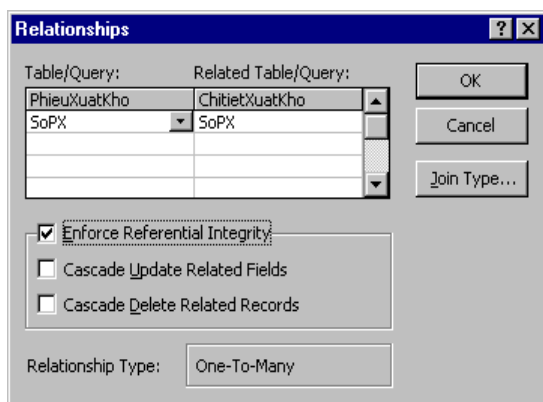 Relationships
Table/Query: Related Table/Query:
PhieuXuatKho ChitietXuatKho
SoPX SoPX
OK
Cancel
Join Type...
Enforce Referential Integrity
Cascade Update Related Fields
Cascade Delete Related Records
Relationship Type: One-To-Many